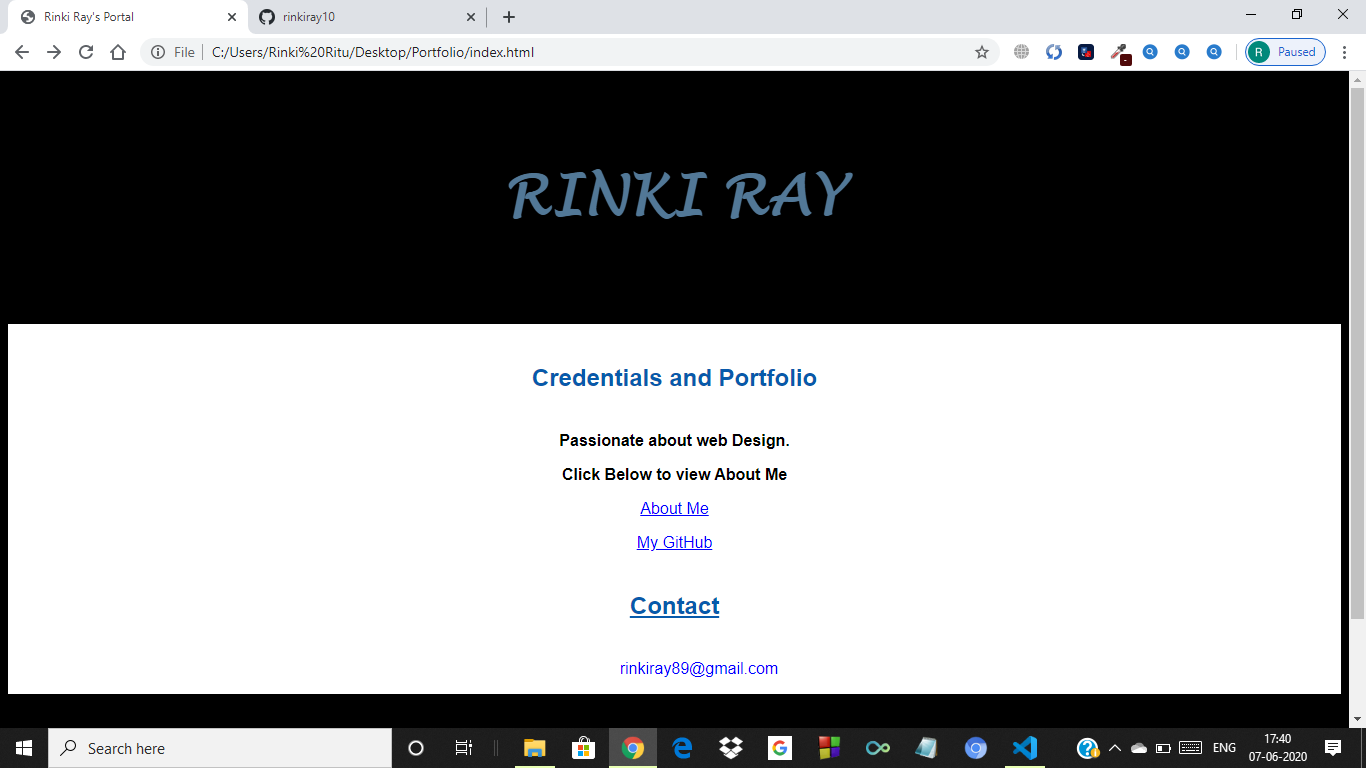 Rinki Ray's Portal
rinkiray10
File
C:/Users/Rinki%20Ritu/Desktop/Portfolio/index.html
R
Paused
RINKI RAY
Credentials and Portfolio
Passionate about web Design.
Click Below to view About Me
About Me
My GitHub
Contact
rinkiray89@gmail.com
Search here
ENG
17:40
07-06-2020